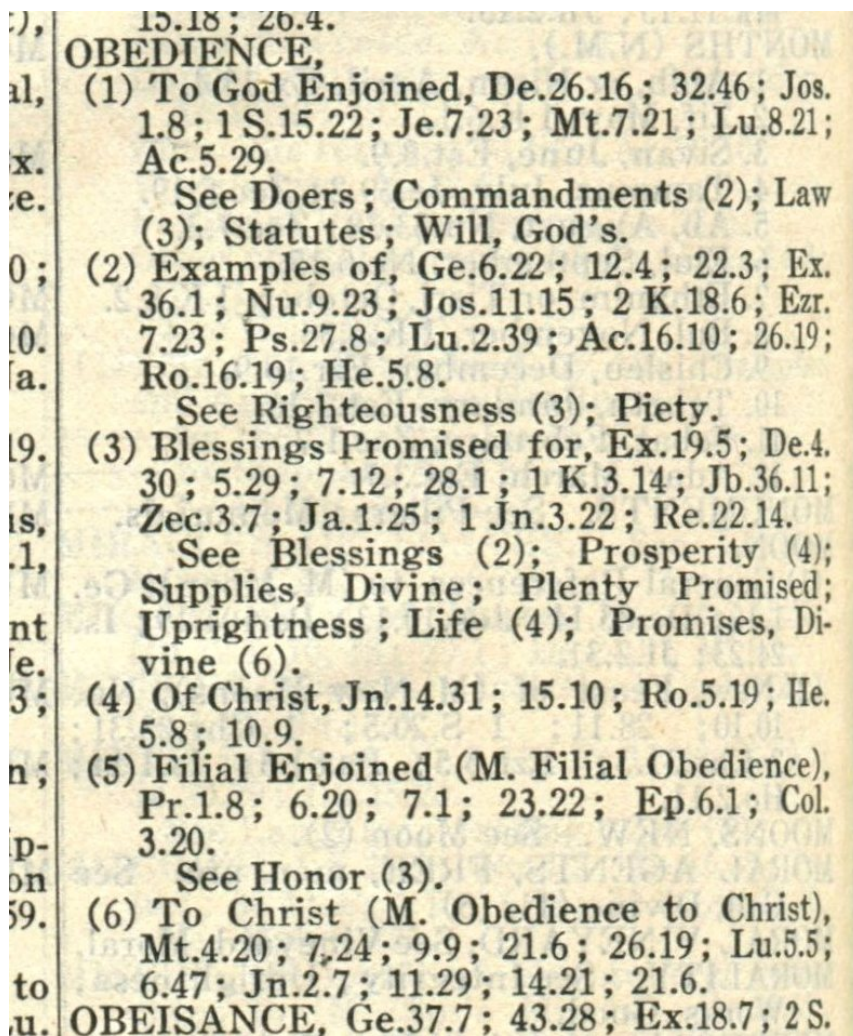 15.18; 26.4.
OBEDIENCE,
(1) To God Enjoined, De.26.16; 32.46; Jos.
1.8; 1 S.15.22; Je.7.23; Mt.7.21; Lu.8.21;
Ac.5.29.
See Doers; Commandments (2); Law
(3); Statutes; Will, God's.
(2) Examples of, Ge.6.22; 12.4; 22.3; Ex.
36.1; Nu.9.23; Jos.11.15; 2 K.18.6; Ezr.
7.23; Ps.27.8; Lu.2.39; Ac.16.10; 26.19;
Ro.16.19; He.5.8.
See Righteousness (3); Piety.
(3) Blessings Promised for, Ex.19.5; De.4.
30; 5.29; 7.12; 28.1; 1 K.3.14; Jb.36.11;
Zec.3.7; Ja.1.25; 1 Jn.3.22; Re.22.14.
See Blessings (2); Prosperity (4);
Supplies, Divine; Plenty Promised;
Uprightness; Life (4); Promises, Di-
vine (6).
(4) Of Christ, Jn.14.31; 15.10; Ro.5.19; He.
5.8; 10.9.
(5) Filial Enjoined (M. Filial Obedience),
Pr.1.8; 6.20; 7.1; 23.22; Ep.6.1; Col.
3.20.
See Honor (3).
(6) To Christ (M. Obedience to Christ),
Mt.4.20; 7.24; 9.9; 21.6; 26.19; Lu.5.5;
6.47; Jn.2.7; 11.29; 14.21; 21.6.
OBEISANCE, Ge.37.7; 43.28; Ex.18.7; 2 S.